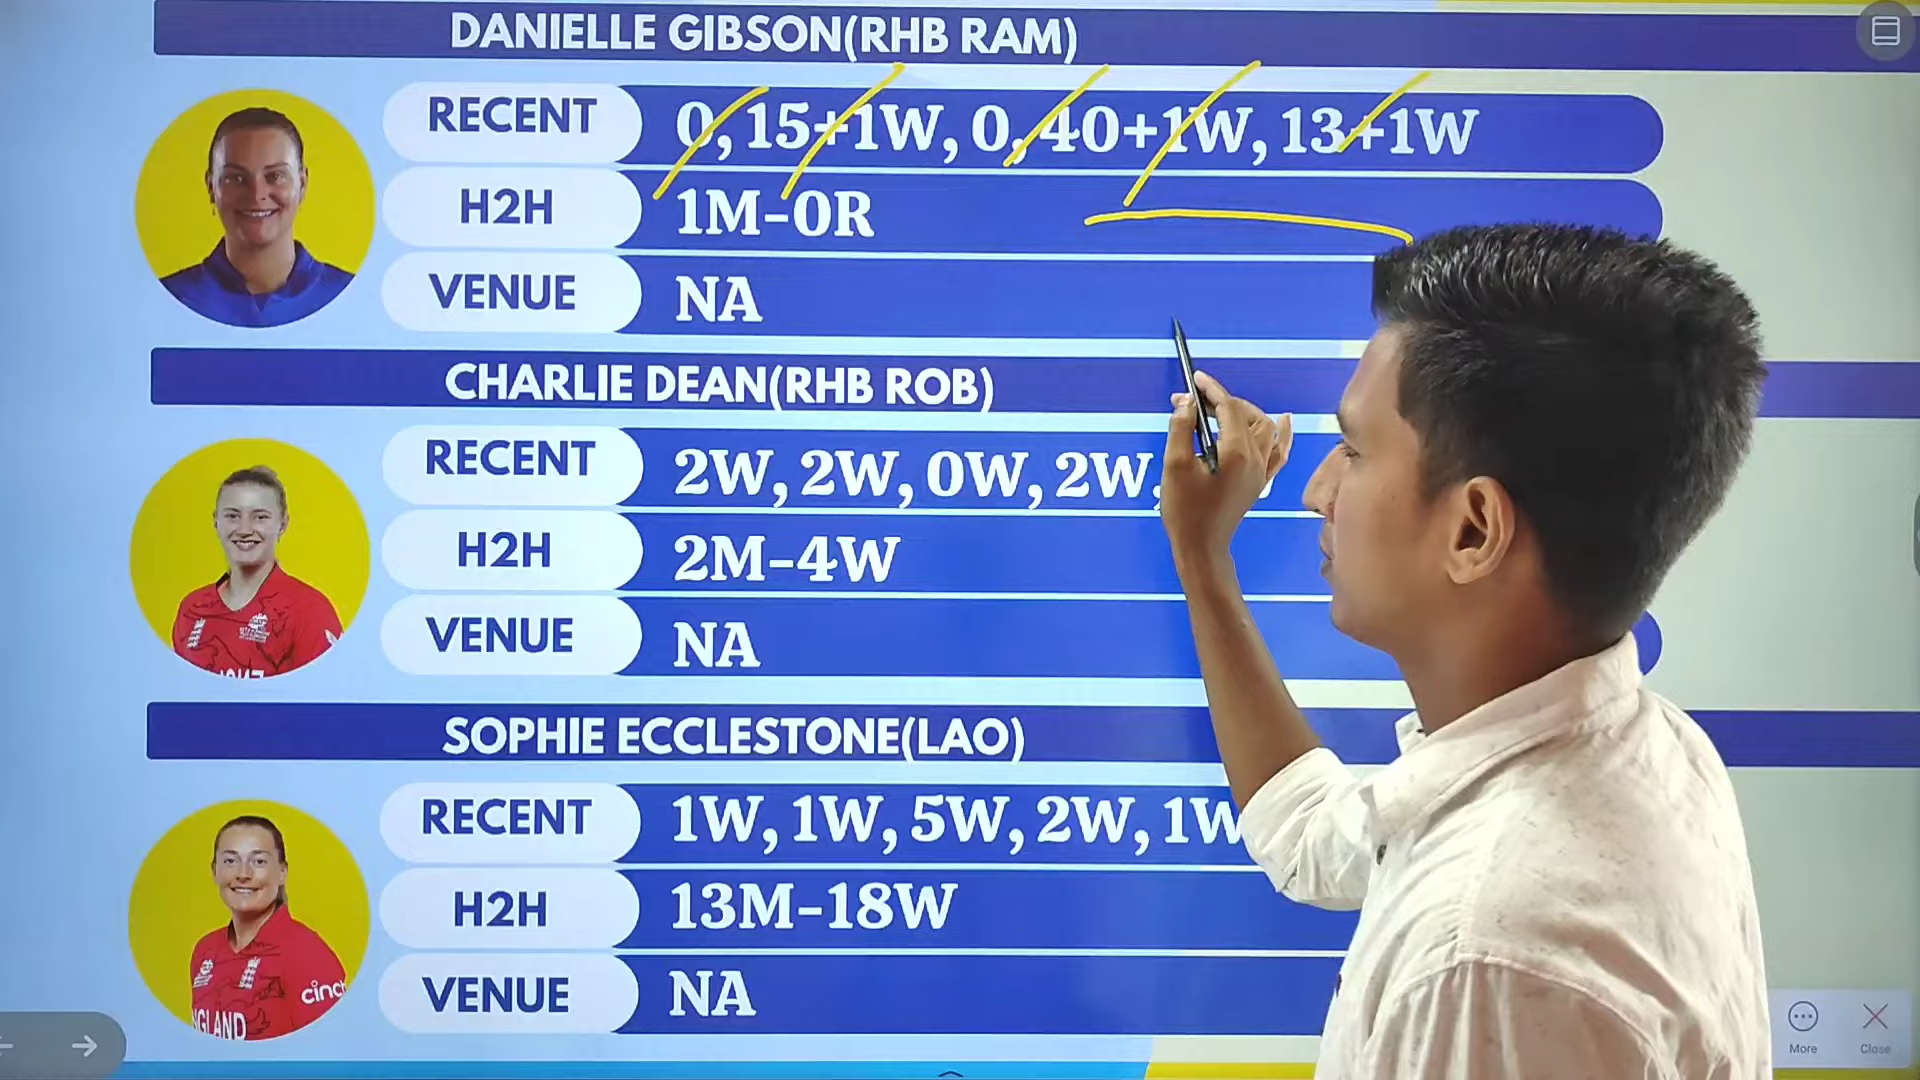 DANIELLE GIBSON(RHB RAM)
RECENT 0, 15+1W, 0, 40+1W, 13+1W
H2H 1M-0R
VENUE NA
CHARLIE DEAN(RHB ROB)
RECENT 2W, 2W, 0W, 2W,
H2H 2M-4W
VENUE NA
SOPHIE ECCLESTONE(LAO)
RECENT 1W, 1W, 5W, 2W, 1W
H2H 13M-18W
cinch
VENUE NA
NGLAND
More Close